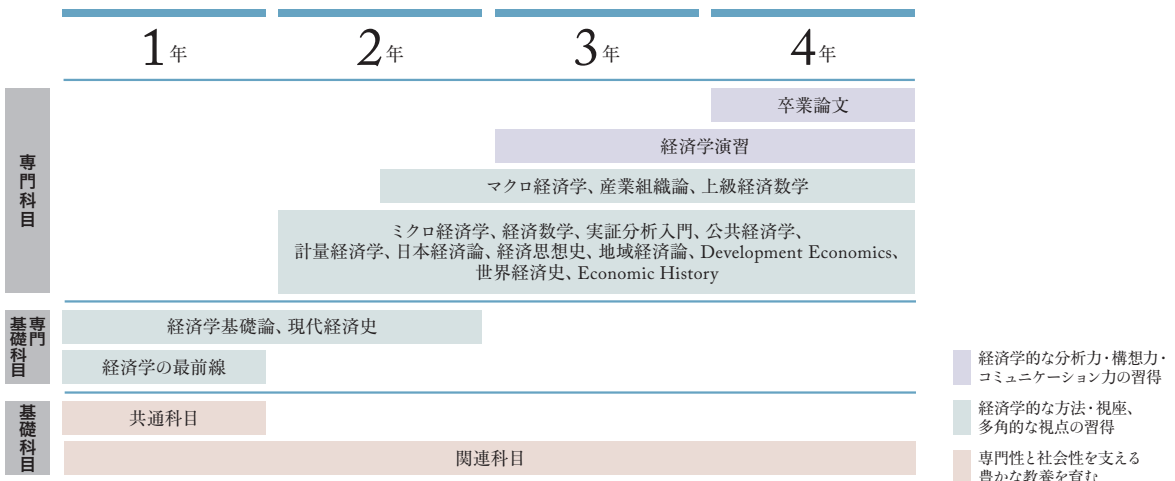 1年
2年
3年
4年
専門科目
卒業論文
経済学演習
マクロ経済学、産業組織論、上級経済数学
ミクロ経済学、経済数学、実証分析入門、公共経済学、
計量経済学、日本経済論、経済思想史、地域経済論、Development Economics、
世界経済史、Economic History
専門
基礎科目
経済学基礎論、現代経済史
経済学の最前線
基礎科目
共通科目
関連科目
経済学的な分析力・構想力・
コミュニケーション力の習得
経済学的な方法・視座、
多角的な視点の習得
専門性と社会性を支える
豊かな教養を育む